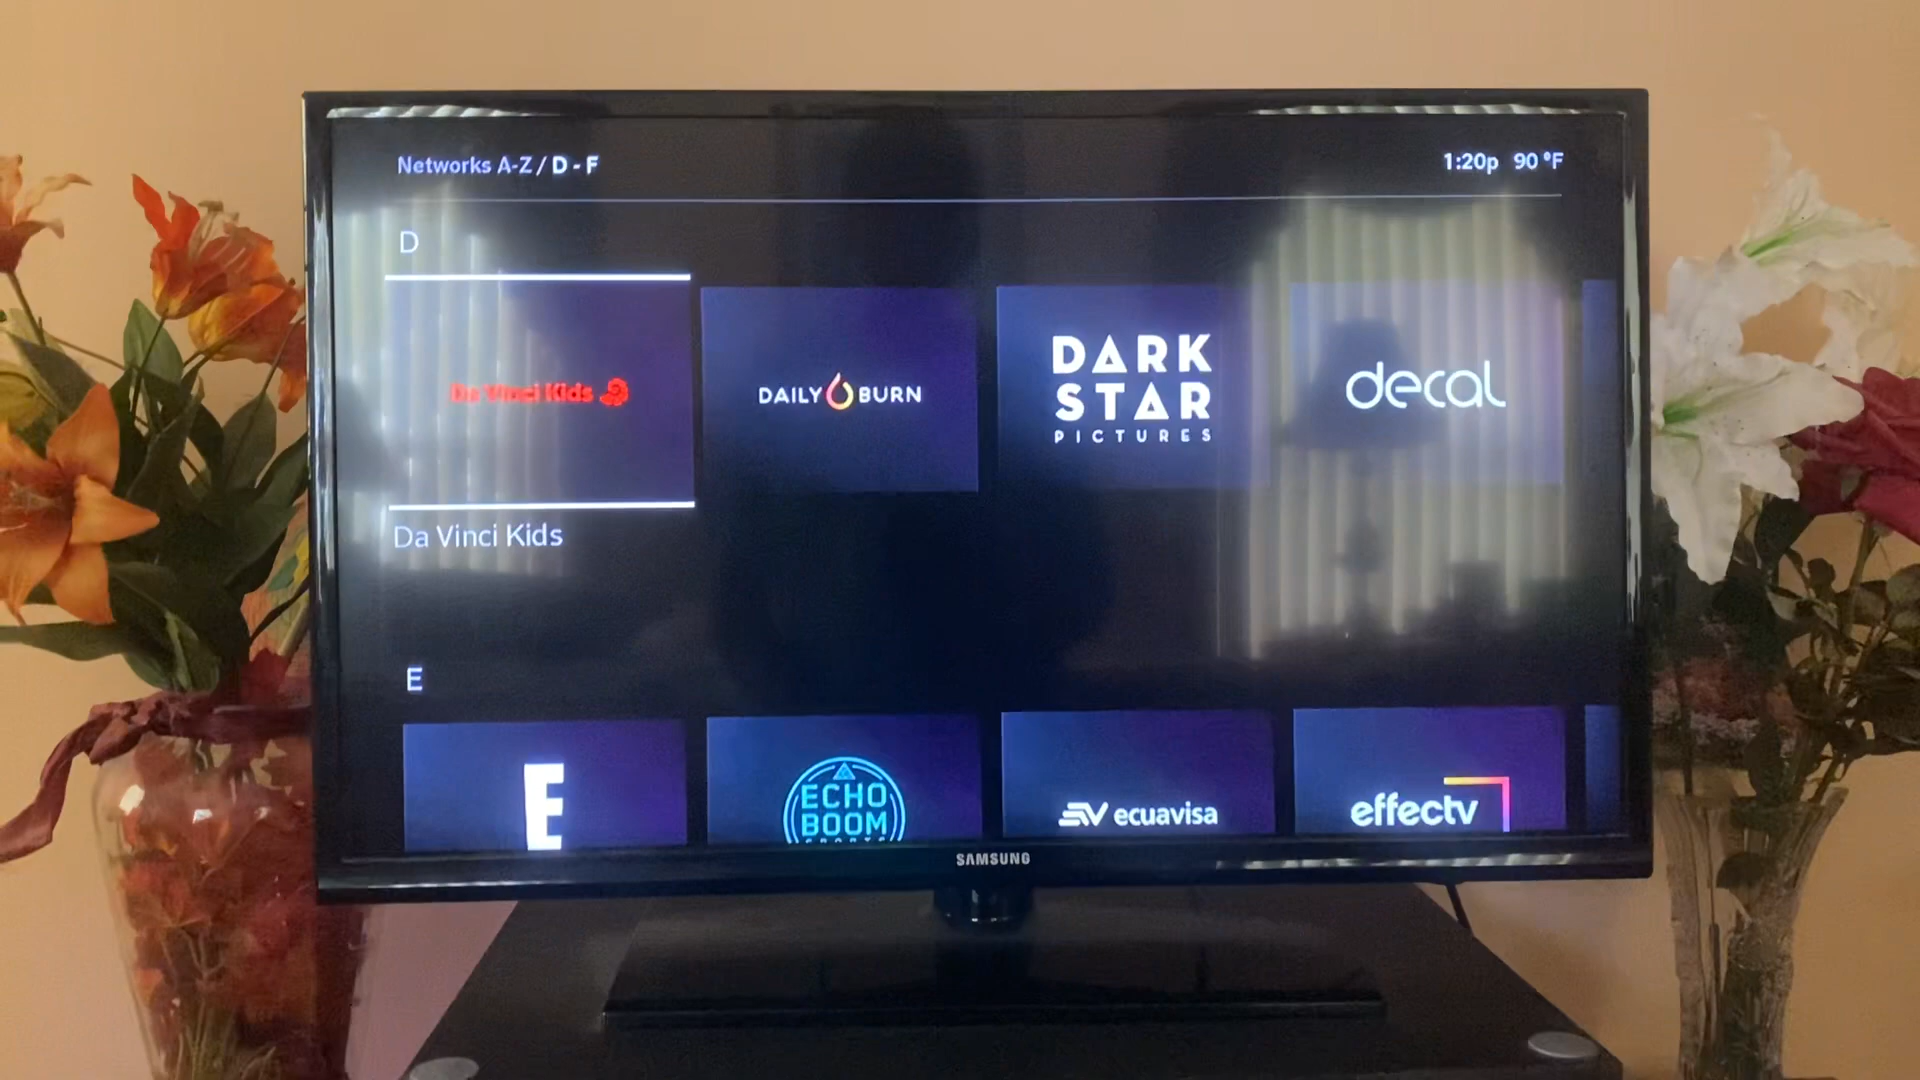 Networks A-Z / D - F
1:20p 90 °F
D
Da Vinci Kids
DAILY BURN
DARK
STAR
PICTURES
decal
Da Vinci Kids
E
E
ECHO
BOOM
ecuavisa
effectv
SAMSUNG